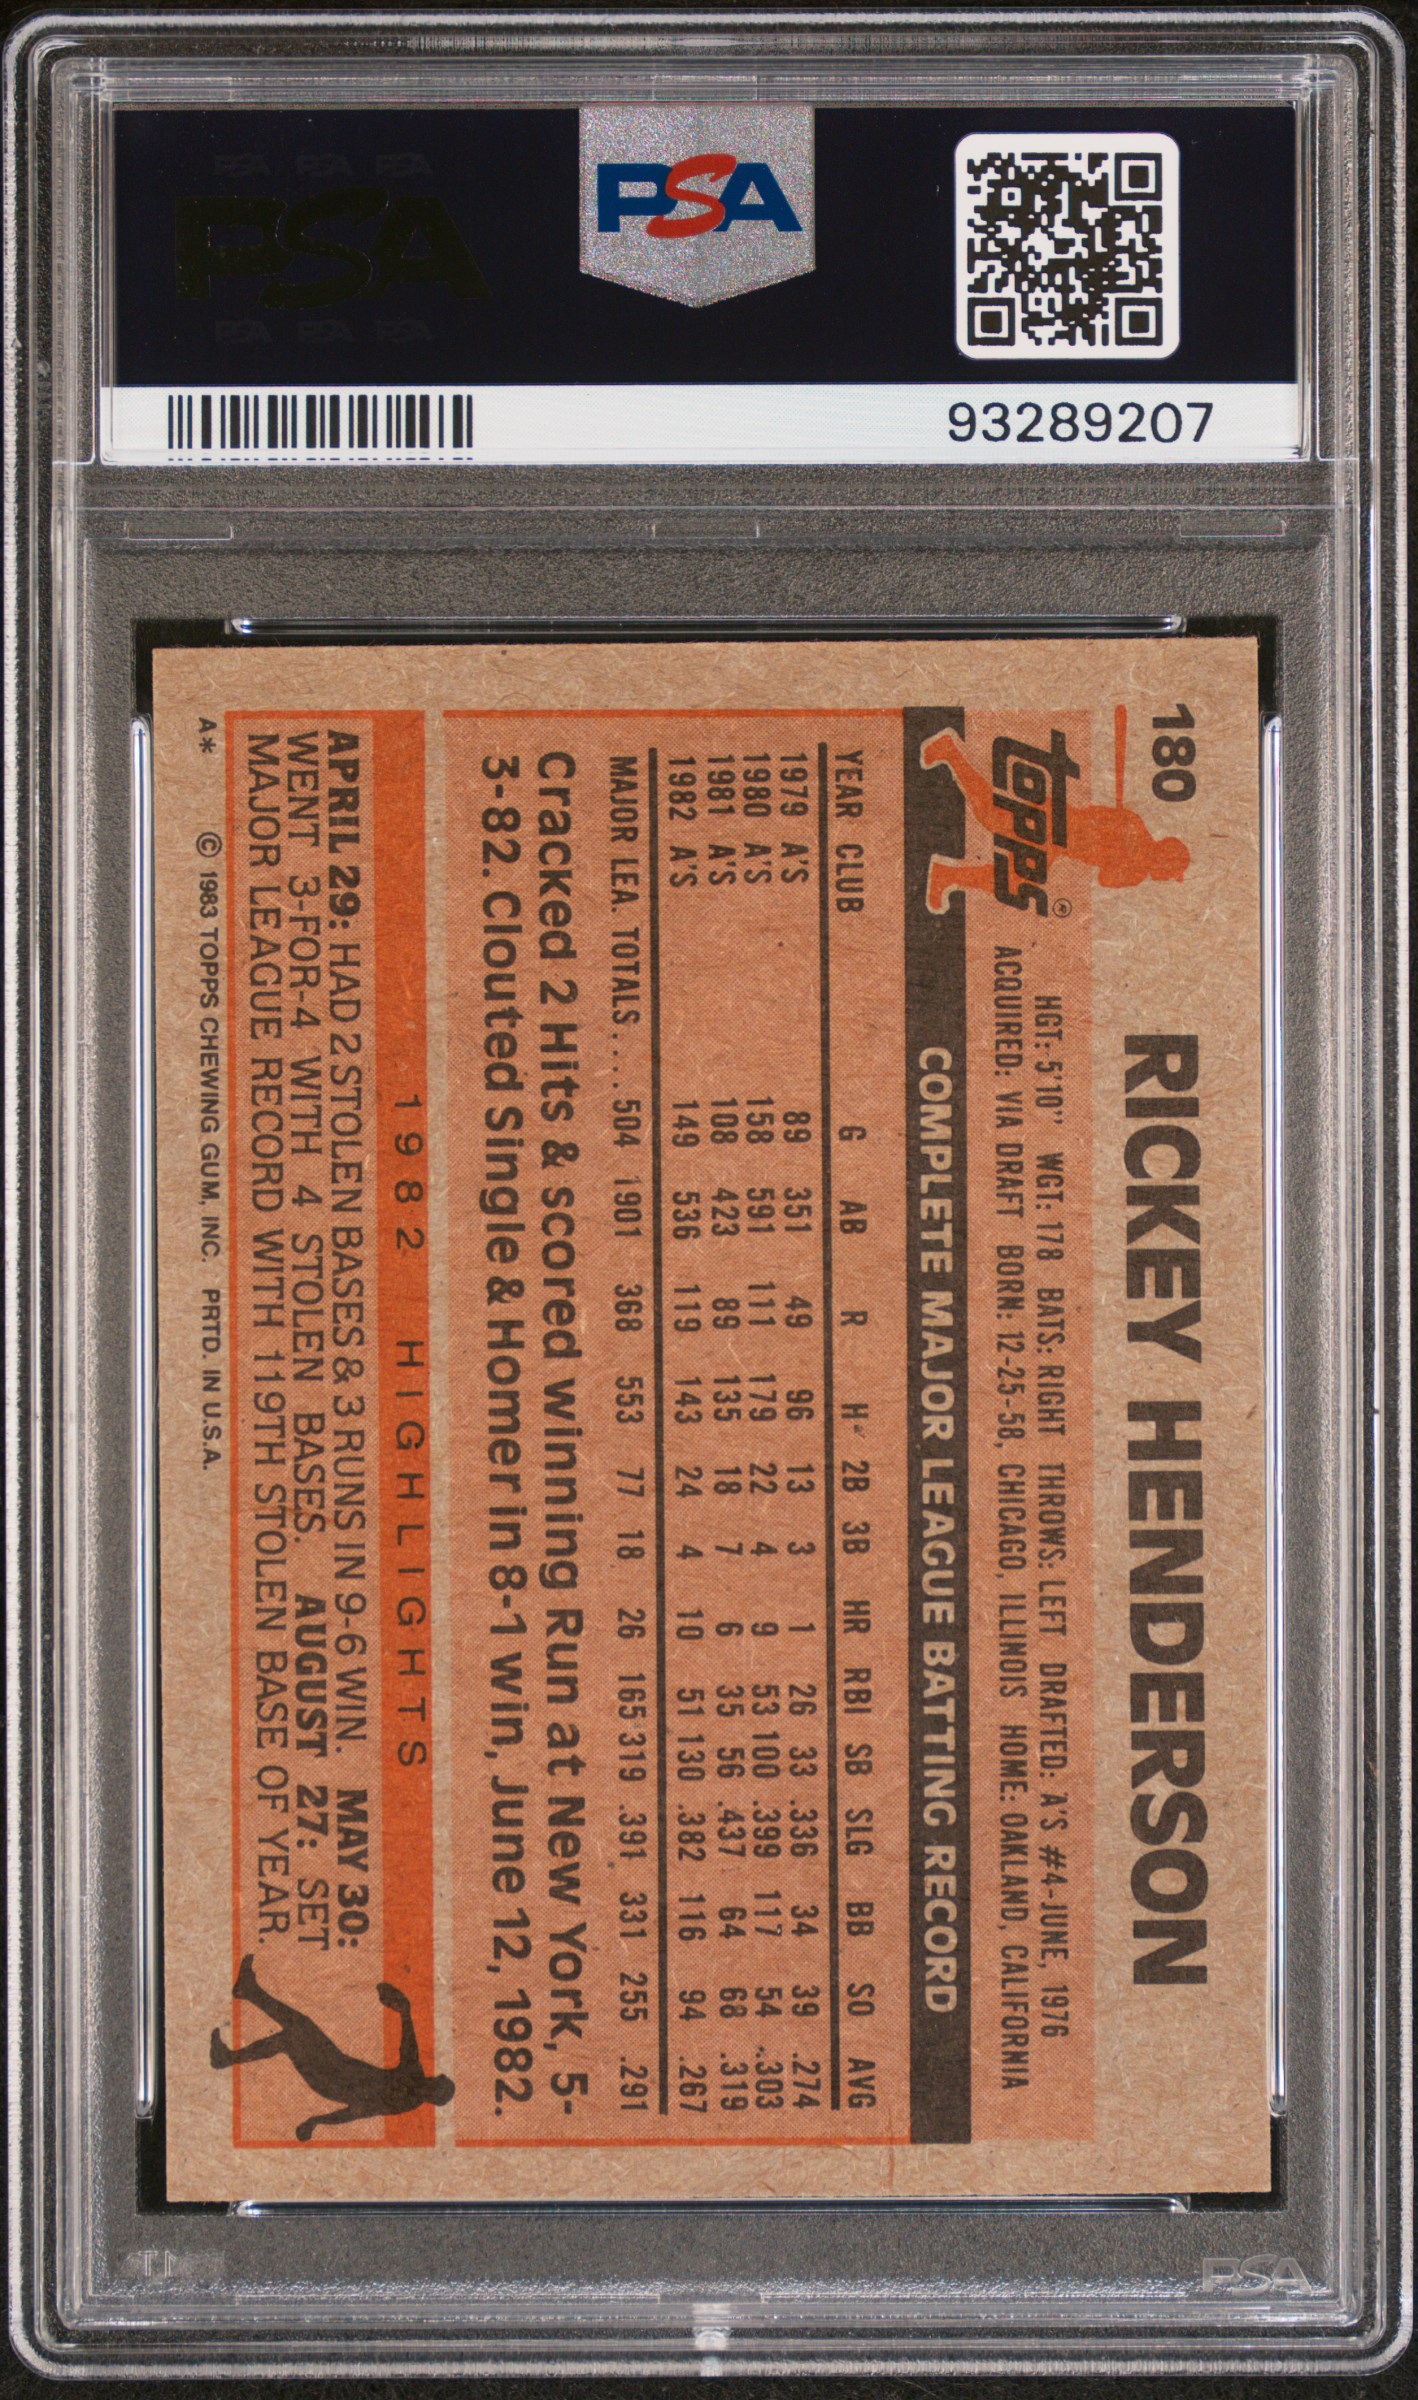 PSA PSA PSA
PSA
PSA PSA PSA
PSA
93289207
180
RICKEY HENDERSON
TOPPS®
HGT.: 5'10" WGT.: 178 BATS: RIGHT THROWS: LEFT DRAFTED: A'S #4-JUNE, 1976
ACQUIRED: VIA DRAFT BORN: 12-25-58, CHICAGO, ILLINOIS HOME: OAKLAND, CALIFORNIA
COMPLETE MAJOR LEAGUE BATTING RECORD
YEAR CLUB G AB R H 2B 3B HR RBI SB SLG BB SO AVG
1979 A'S 89 351 49 96 13 3 1 26 33 .336 34 39 .274
1980 A'S 158 591 111 179 22 4 9 53 100 .399 117 54 .303
1981 A'S 108 423 89 135 18 7 6 35 56 .437 64 68 .319
1982 A'S 149 536 119 143 24 4 10 51 130 .382 116 94 .267
MAJOR LEA. TOTALS.... 504 1901 368 553 77 18 26 165 319 .391 331 255 .291
Cracked 2 Hits & scored winning Run at New York, 5-
3-82. Clouted Single & Homer in 8-1 win, June 12, 1982.
1982 HIGHLIGHTS
APRIL 29: HAD 2 STOLEN BASES & 3 RUNS IN 9-6 WIN. MAY 30:
WENT 3-FOR-4 WITH 4 STOLEN BASES. AUGUST 27: SET
MAJOR LEAGUE RECORD WITH 119TH STOLEN BASE OF YEAR.
A* © 1983 TOPPS CHEWING GUM, INC. PRTD. IN U.S.A.
PSA